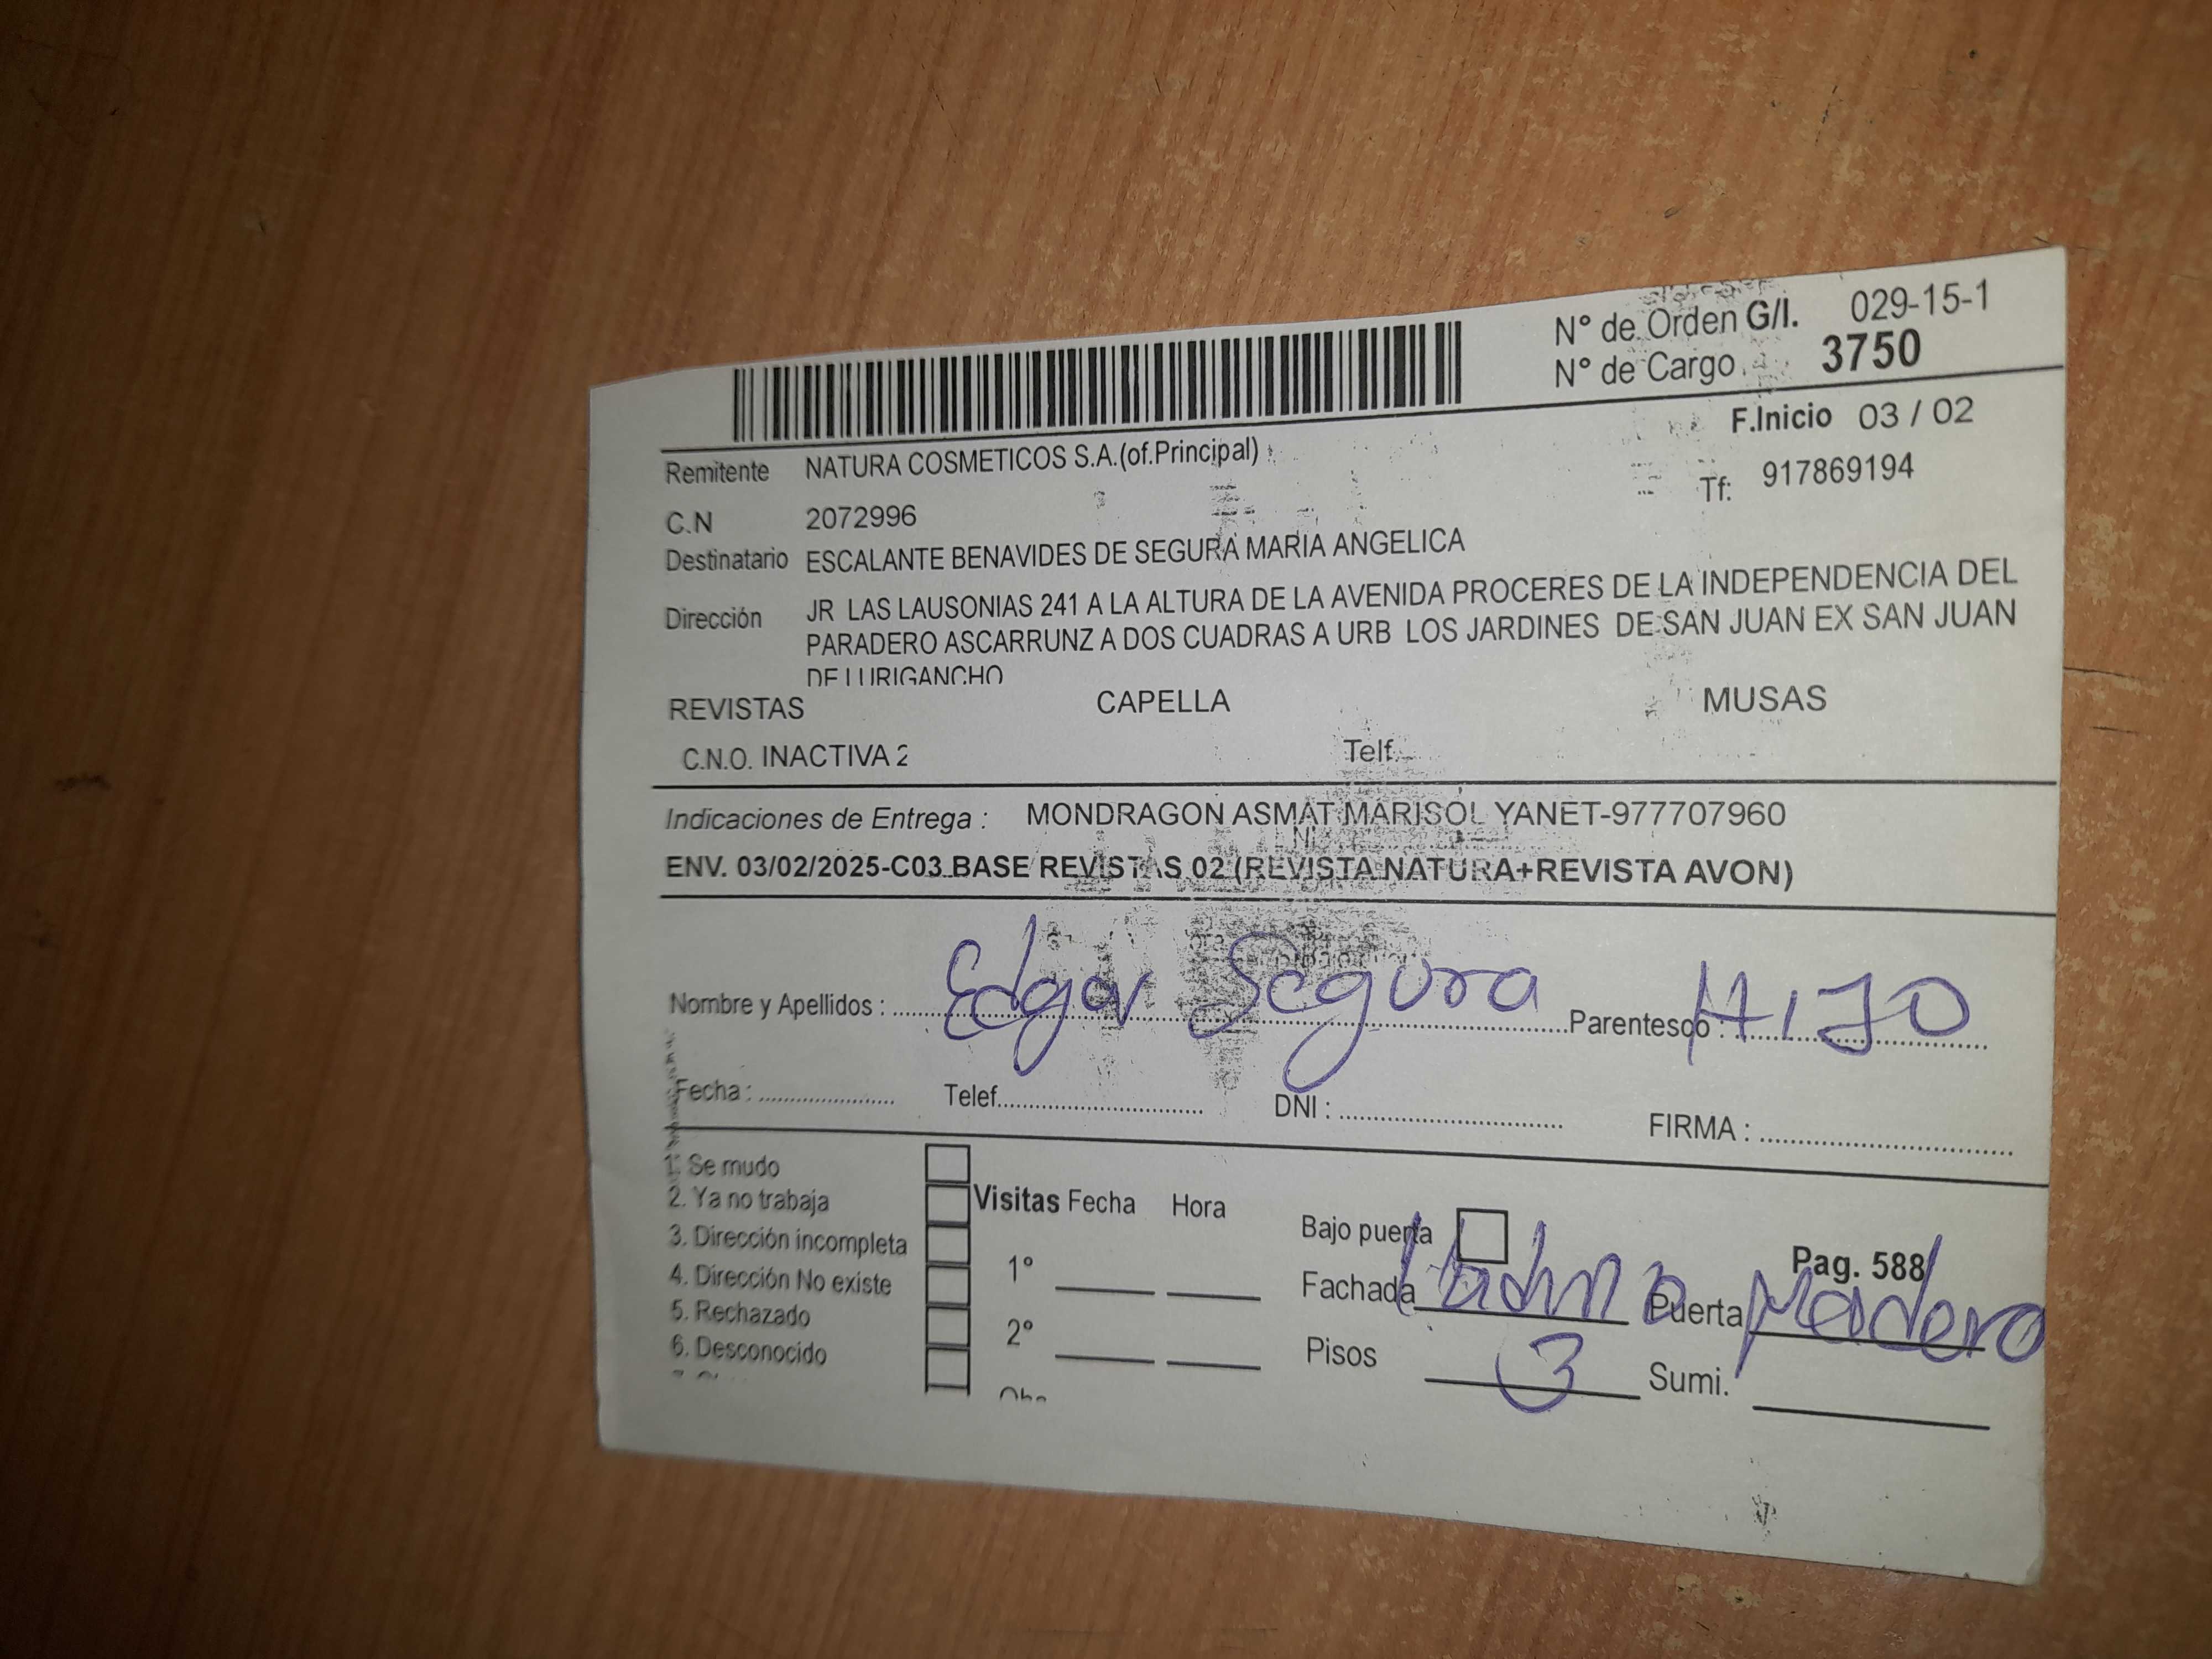 N° de Orden G/I. 029-15-1
N° de Cargo 3750
F.Inicio 03 / 02
Remitente NATURA COSMETICOS S.A.(of.Principal)
Tf: 917869194
C.N 2072996
Destinatario ESCALANTE BENAVIDES DE SEGURA MARIA ANGELICA
Dirección JR LAS LAUSONIAS 241 A LA ALTURA DE LA AVENIDA PROCERES DE LA INDEPENDENCIA DEL
PARADERO ASCARRUNZ A DOS CUADRAS A URB LOS JARDINES DE SAN JUAN EX SAN JUAN
DE LURIGANCHO
REVISTAS CAPELLA MUSAS
C.N.O. INACTIVA 2 Telf.
Indicaciones de Entrega : MONDRAGON ASMAT MARISOL YANET-977707960
ENV. 03/02/2025-C03 BASE REVISTAS 02 (REVISTA NATURA+REVISTA AVON)
Nombre y Apellidos : Edgar Segura Parentesco : HIJO
Fecha : Telef. DNI : FIRMA :
1. Se mudo
2. Ya no trabaja
3. Dirección incompleta
4. Dirección No existe
5. Rechazado
6. Desconocido
Visitas Fecha Hora
1°
2°
Bajo puerta Pag. 588
Fachada Puerta Madera
Pisos 3 Sumi.